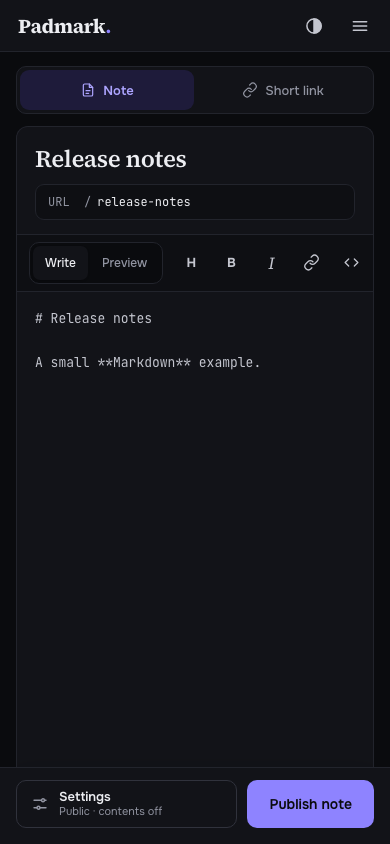 Padmark.
Note
Short link
Release notes
URL / release-notes
Write Preview H B I
# Release notes
A small **Markdown** example.
Settings
Public · contents off
Publish note